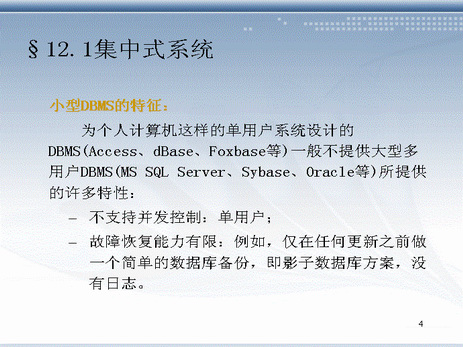 §12.1集中式系统
小型DBMS的特征：
为个人计算机这样的单用户系统设计的
DBMS(Access、dBase、Foxbase等)一般不提供大型多
用户DBMS(MS SQL Server、Sybase、Oracle等)所提供
的许多特性：
– 不支持并发控制：单用户；
– 故障恢复能力有限：例如，仅在任何更新之前做
一个简单的数据库备份，即影子数据库方案，没
有日志。
4